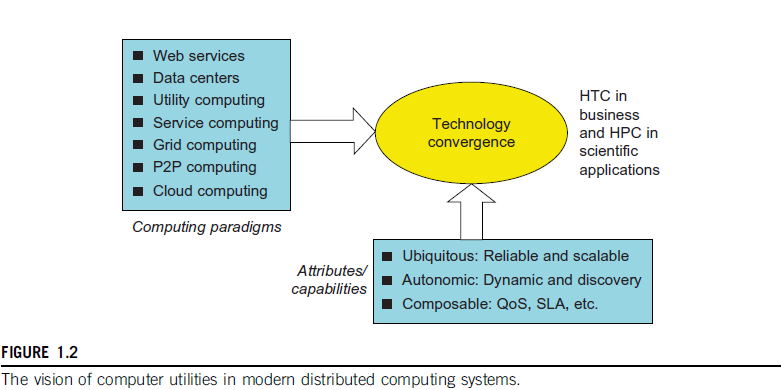 Web services
Data centers
Utility computing
Service computing
Grid computing
P2P computing
Cloud computing
Computing paradigms
Technology
convergence
HTC in
business
and HPC in
scientific
applications
Attributes/
capabilities
Ubiquitous: Reliable and scalable
Autonomic: Dynamic and discovery
Composable: QoS, SLA, etc.
FIGURE 1.2
The vision of computer utilities in modern distributed computing systems.